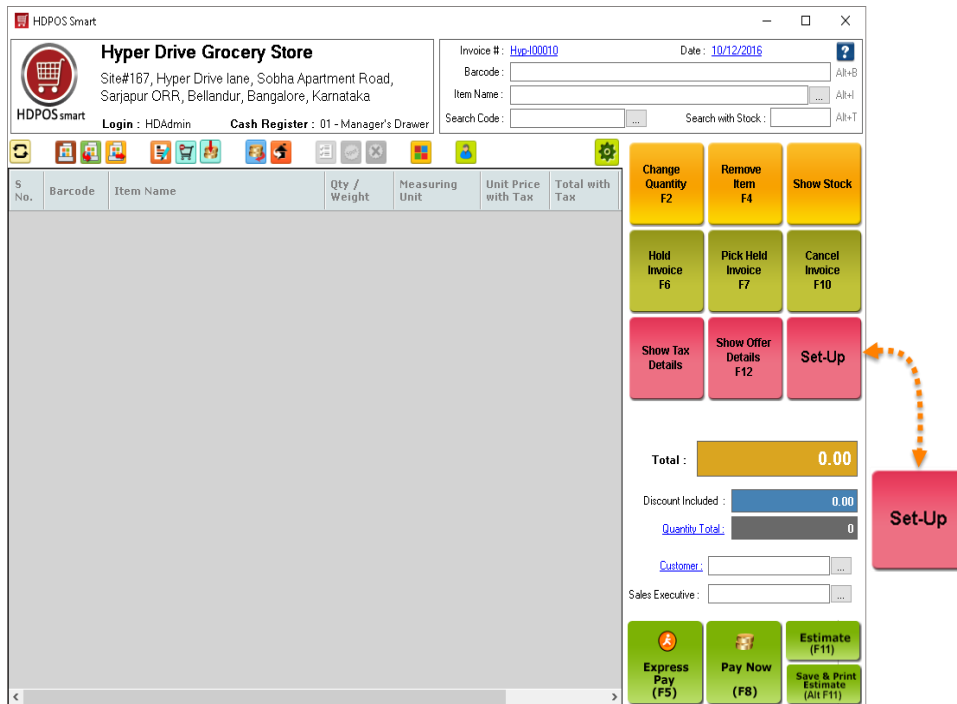 HDPOS Smart
Hyper Drive Grocery Store
Site#167, Hyper Drive lane, Sobha Apartment Road,
Sarjapur ORR, Bellandur, Bangalore, Karnataka
HDPOS smart
Login : HDAdmin Cash Register : 01 - Manager's Drawer
Invoice # : Hyp-I00010 Date : 10/12/2016 ?
Barcode : Alt+B
Item Name : ... Alt+I
Search Code : ... Search with Stock : Alt+T
S No. Barcode Item Name Qty / Weight Measuring Unit Unit Price with Tax Total with Tax
Change
Quantity
F2
Remove
Item
F4
Show Stock
Hold
Invoice
F6
Pick Held
Invoice
F7
Cancel
Invoice
F10
Show Tax
Details
Show Offer
Details
F12
Set-Up
Total : 0.00
Discount Included : 0.00
Quantity Total : 0
Set-Up
Customer : ...
Sales Executive : ...
Express
Pay
(F5)
Pay Now
(F8)
Estimate
(F11)
Save & Print
Estimate
(Alt F11)